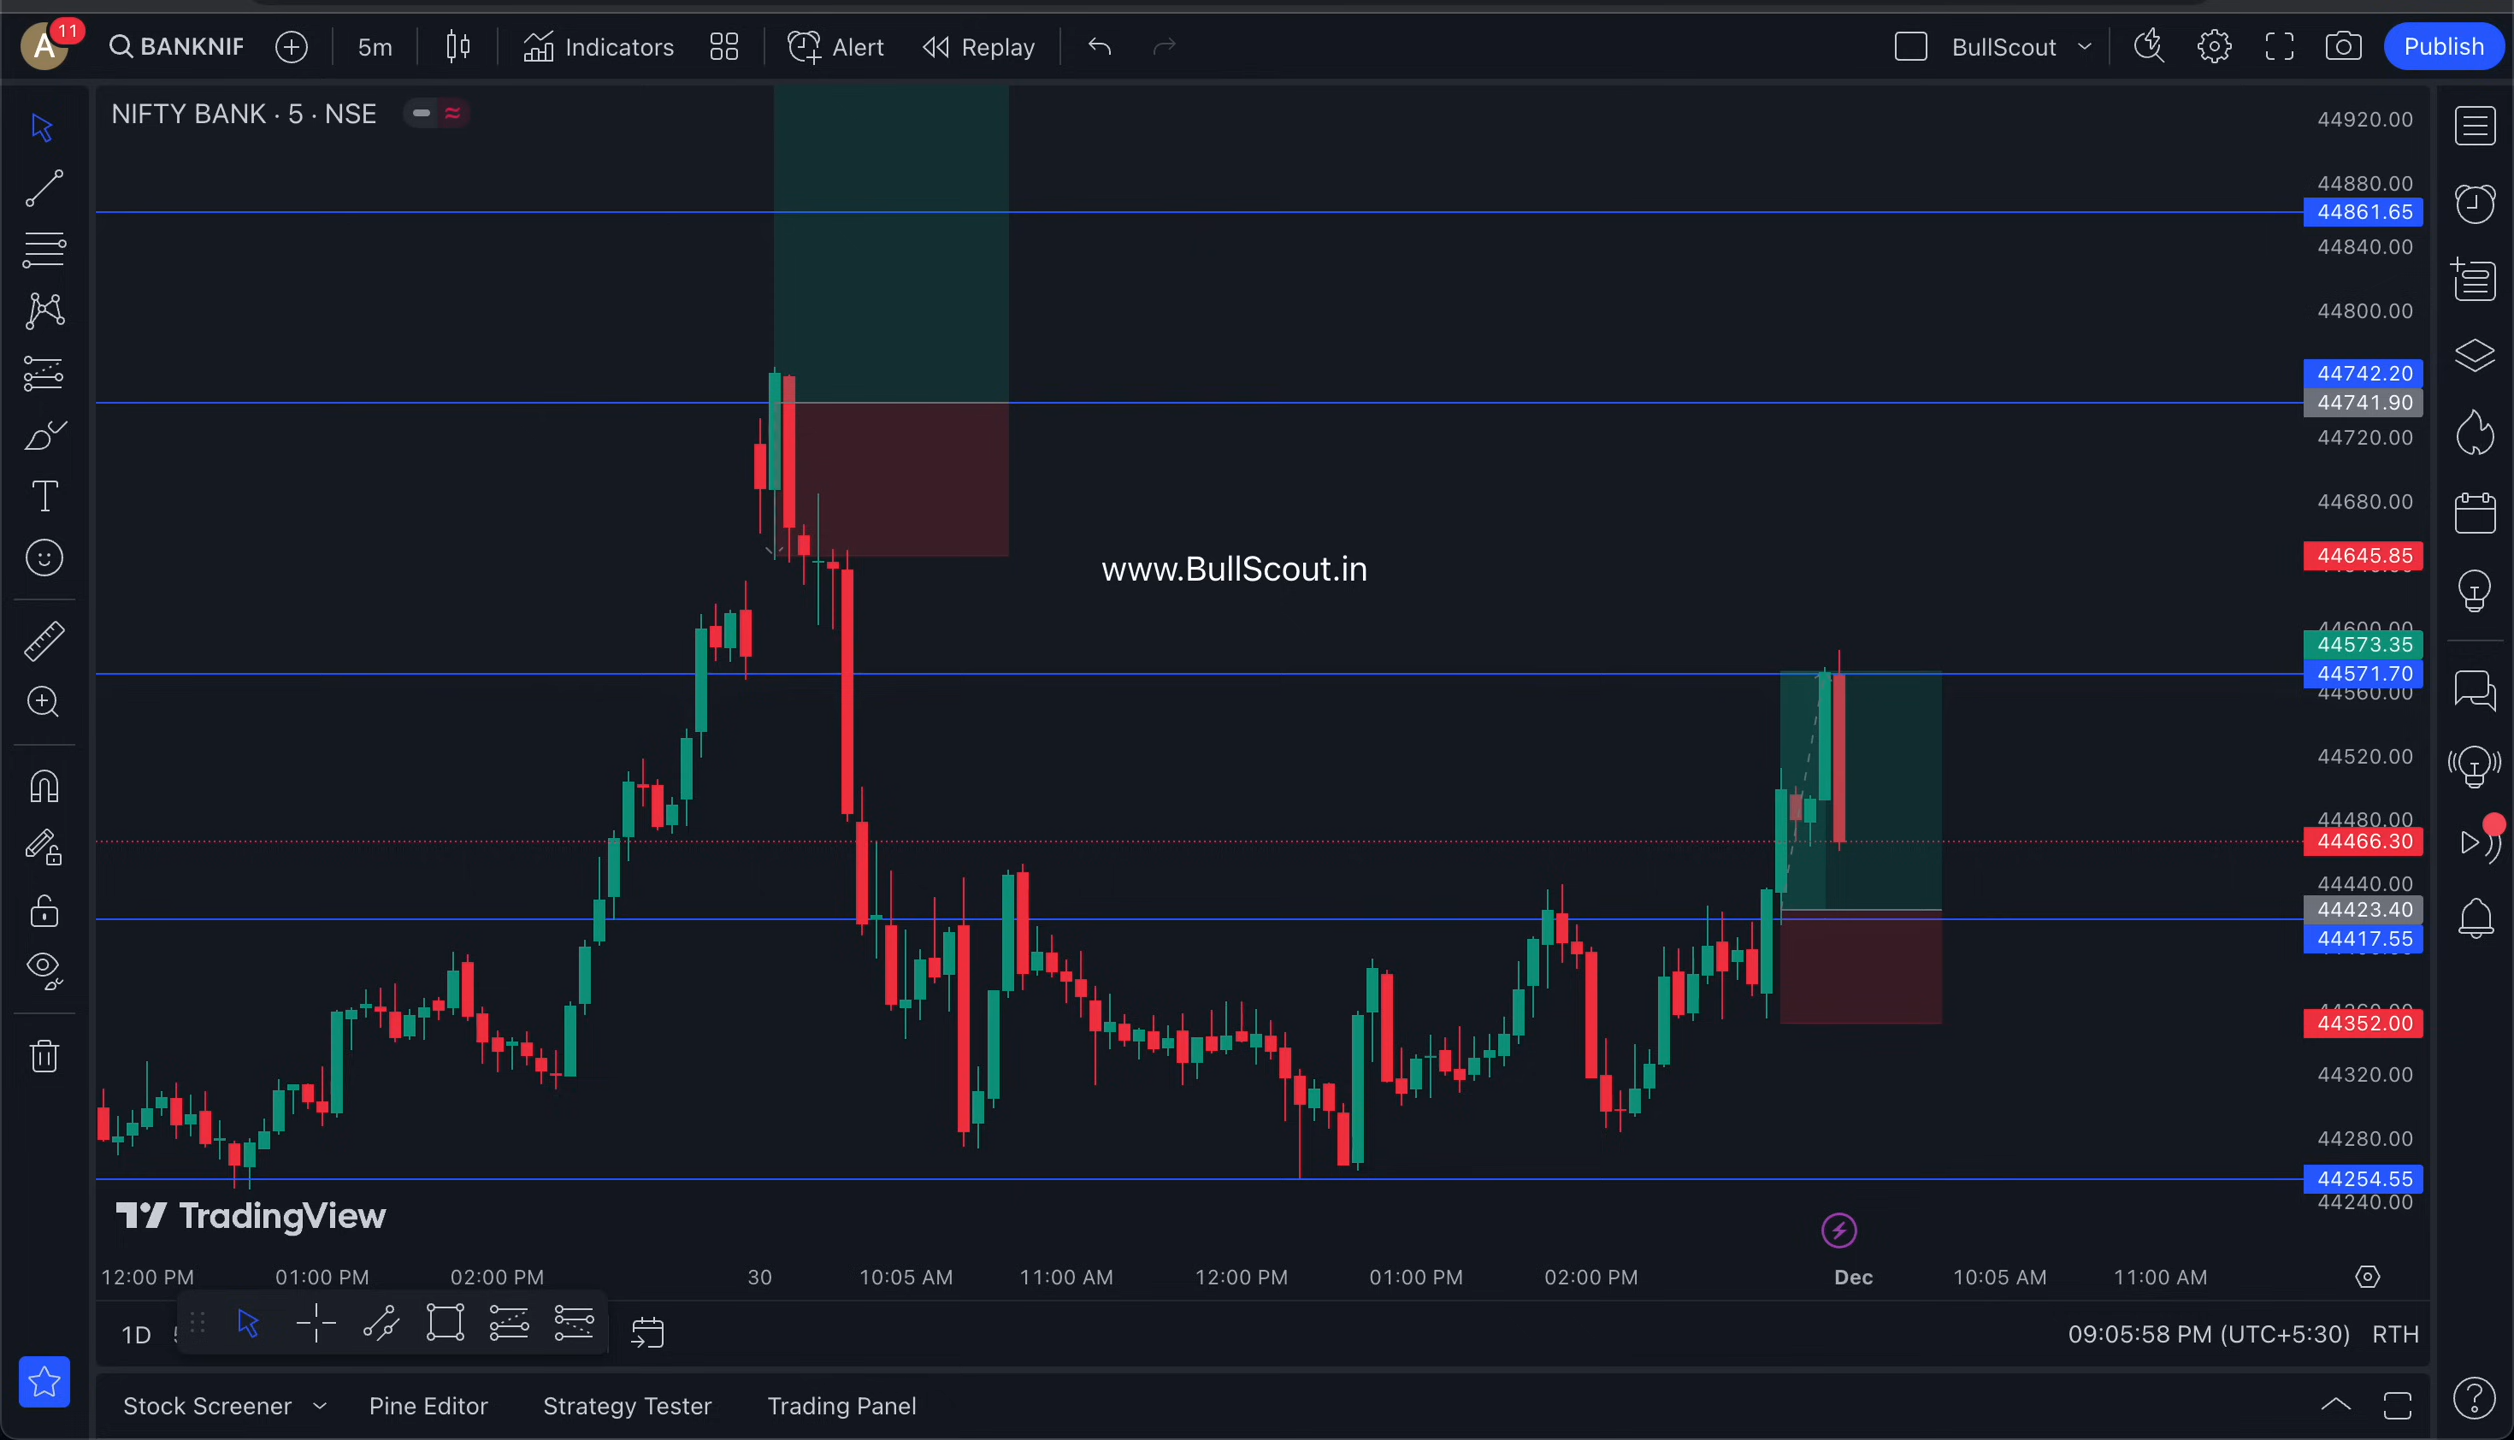 A
11
BANKNIF
5m
Indicators
Alert
Replay
BullScout
Publish
NIFTY BANK · 5 · NSE
44920.00
44880.00
44861.65
44840.00
44800.00
44742.20
44741.90
44720.00
44680.00
44645.85
www.BullScout.in
44600.00
44573.35
44571.70
44560.00
44520.00
44480.00
44466.30
44440.00
44423.40
44417.55
44352.00
44320.00
44280.00
44254.55
44240.00
TradingView
12:00 PM 01:00 PM 02:00 PM 30 10:05 AM 11:00 AM 12:00 PM 01:00 PM 02:00 PM Dec 10:05 AM 11:00 AM
1D
09:05:58 PM (UTC+5:30) RTH
Stock Screener Pine Editor Strategy Tester Trading Panel